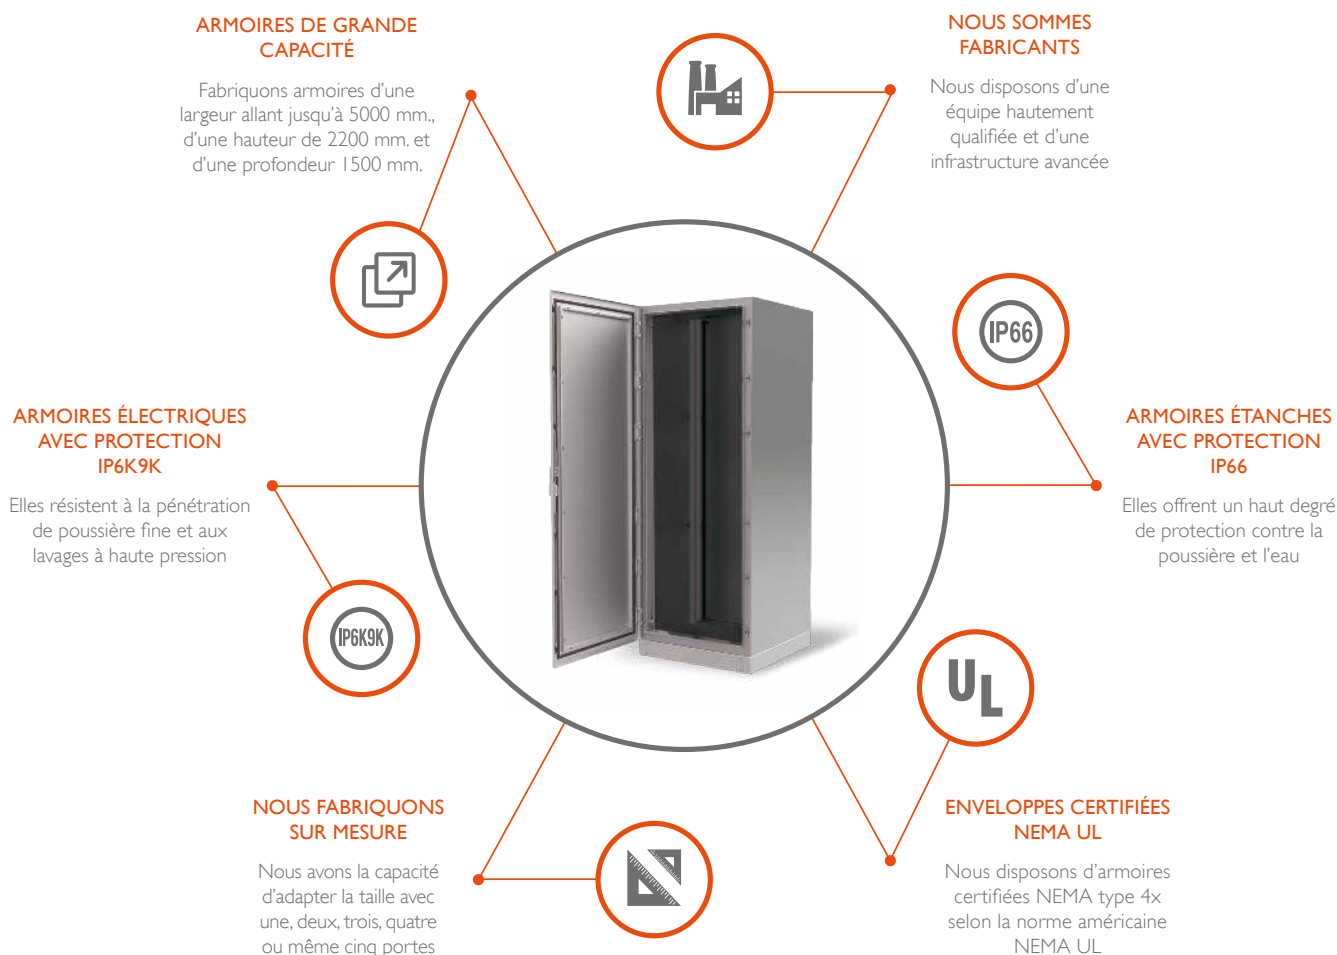 ARMOIRES DE GRANDE
CAPACITÉ
Fabriquons armoires d'une
largeur allant jusqu'à 5000 mm.,
d'une hauteur de 2200 mm. et
d'une profondeur 1500 mm.
NOUS SOMMES
FABRICANTS
Nous disposons d'une
équipe hautement
qualifiée et d'une
infrastructure avancée
IP66
ARMOIRES ÉLECTRIQUES
AVEC PROTECTION
IP6K9K
Elles résistent à la pénétration
de poussière fine et aux
lavages à haute pression
IP6K9K
ARMOIRES ÉTANCHES
AVEC PROTECTION
IP66
Elles offrent un haut degré
de protection contre la
poussière et l'eau
UL
NOUS FABRIQUONS
SUR MESURE
Nous avons la capacité
d'adapter la taille avec
une, deux, trois, quatre
ou même cinq portes
ENVELOPPES CERTIFIÉES
NEMA UL
Nous disposons d'armoires
certifiées NEMA type 4x
selon la norme américaine
NEMA UL